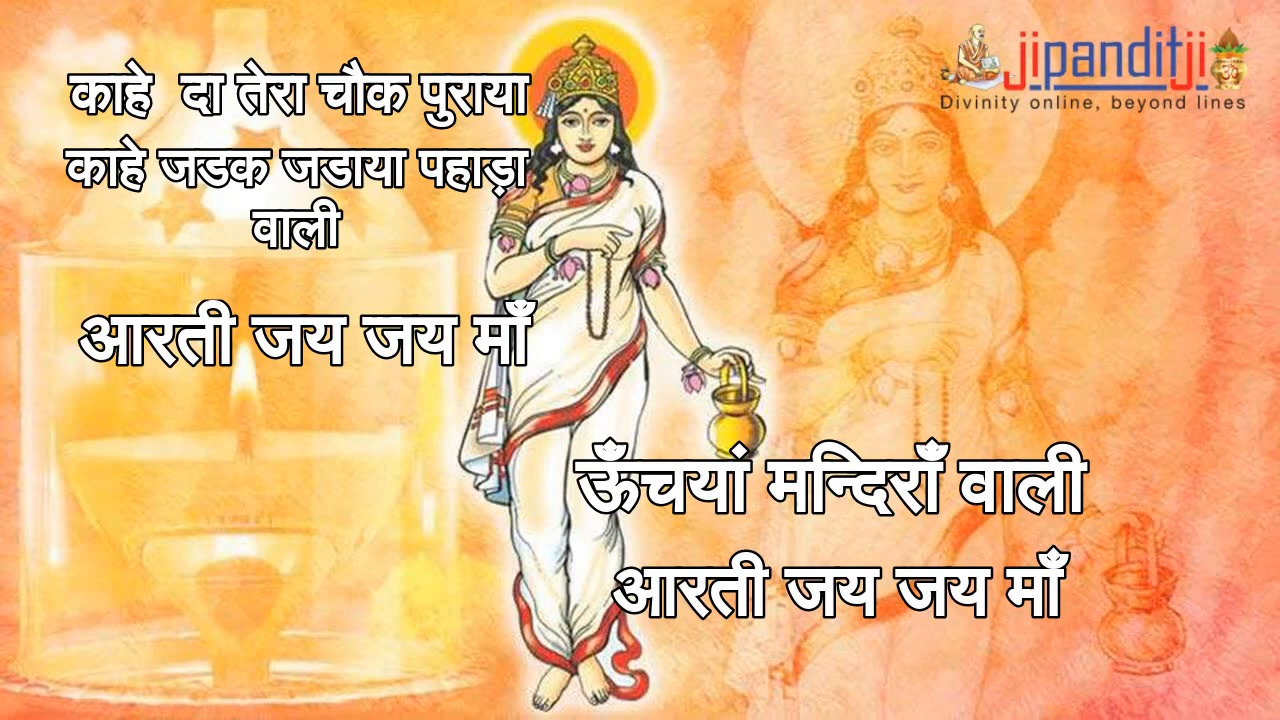 काहे दा तेरा चौक पुराया
काहे जडक जडाया पहाड़ा
वाली
आरती जय जय माँ
jipanditji
Divinity online, beyond lines
ऊँचयां मन्दिराँ वाली
आरती जय जय माँ